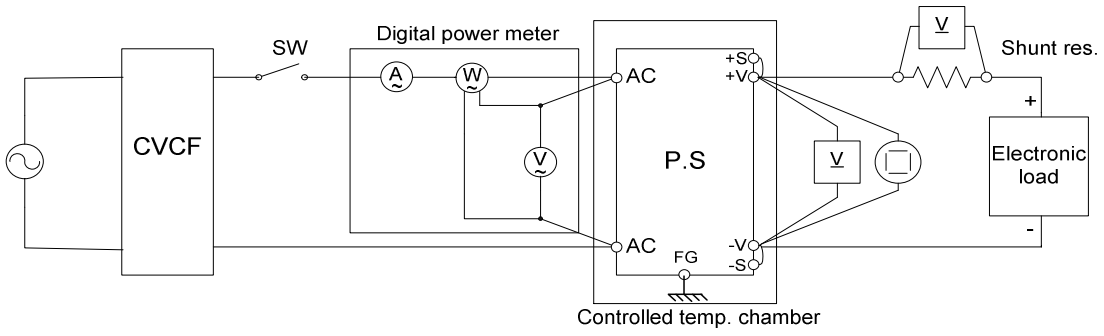 Digital power meter
SW
A
W
V
CVCF
AC
AC
P.S
FG
+S
+V
-V
-S
V
V
Shunt res.
+
Electronic
load
-
Controlled temp. chamber